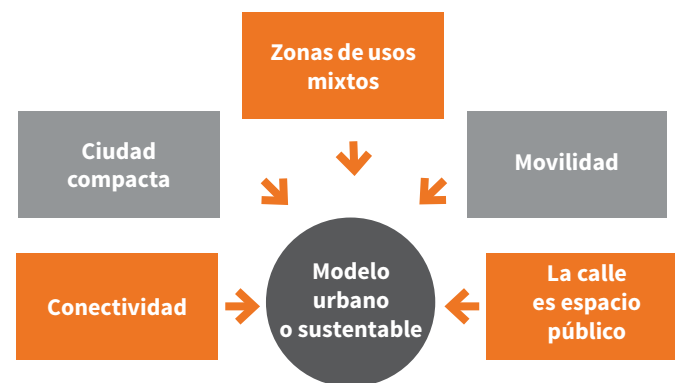 Zonas de usos
mixtos
Ciudad
compacta
Movilidad
Conectividad
Modelo
urbano
o sustentable
La calle
es espacio
público